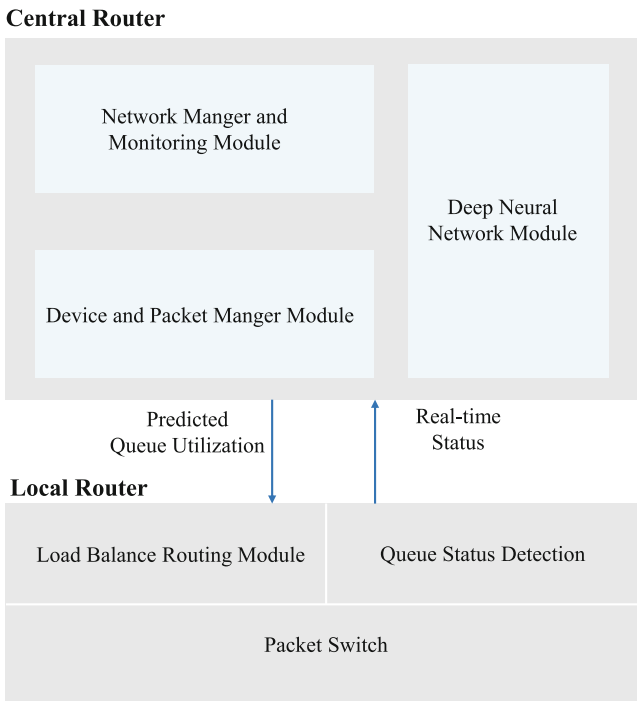 Central Router
Network Manger and
Monitoring Module
Deep Neural
Network Module
Device and Packet Manger Module
Predicted
Queue Utilization
Real-time
Status
Local Router
Load Balance Routing Module
Queue Status Detection
Packet Switch